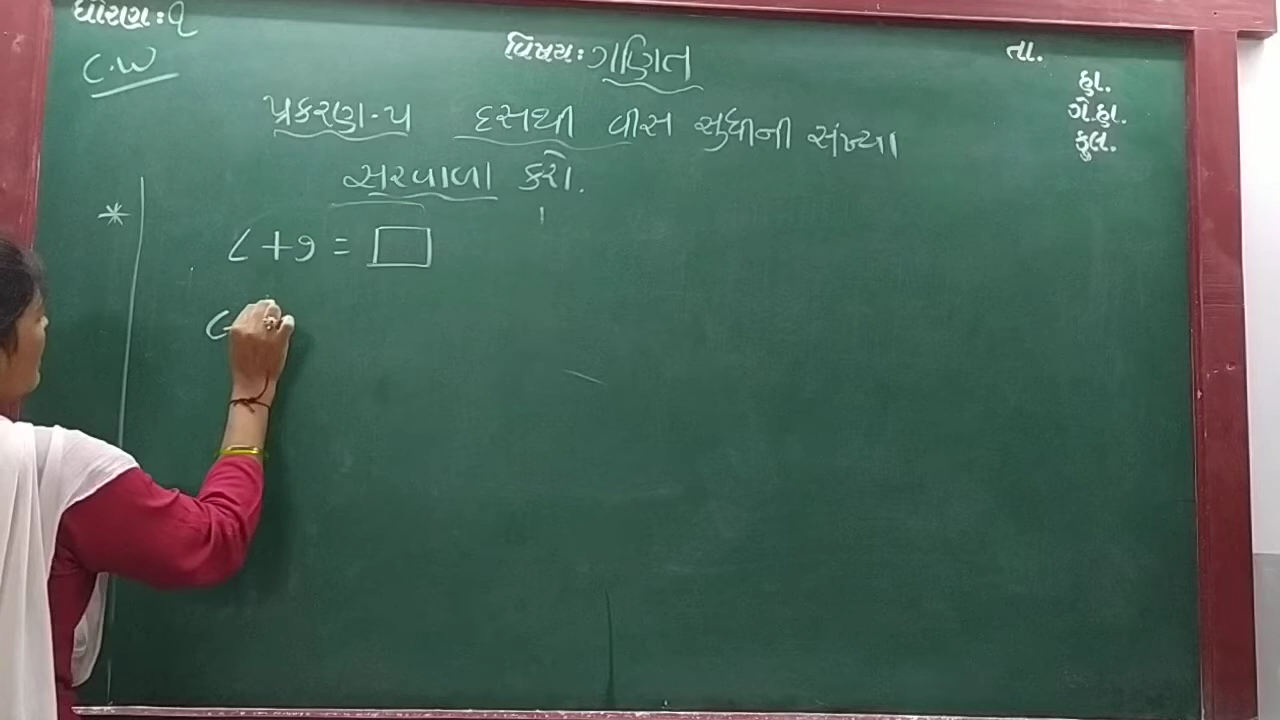 ધોરણ: ૧
C.W
વિષય: ગણિત
તા.
હા.
ગે.હા.
કુલ.
પ્રકરણ-૫ દસથી વીસ સુધીની સંખ્યા
સરવાળા કરો.
* ૮ + ૭ =